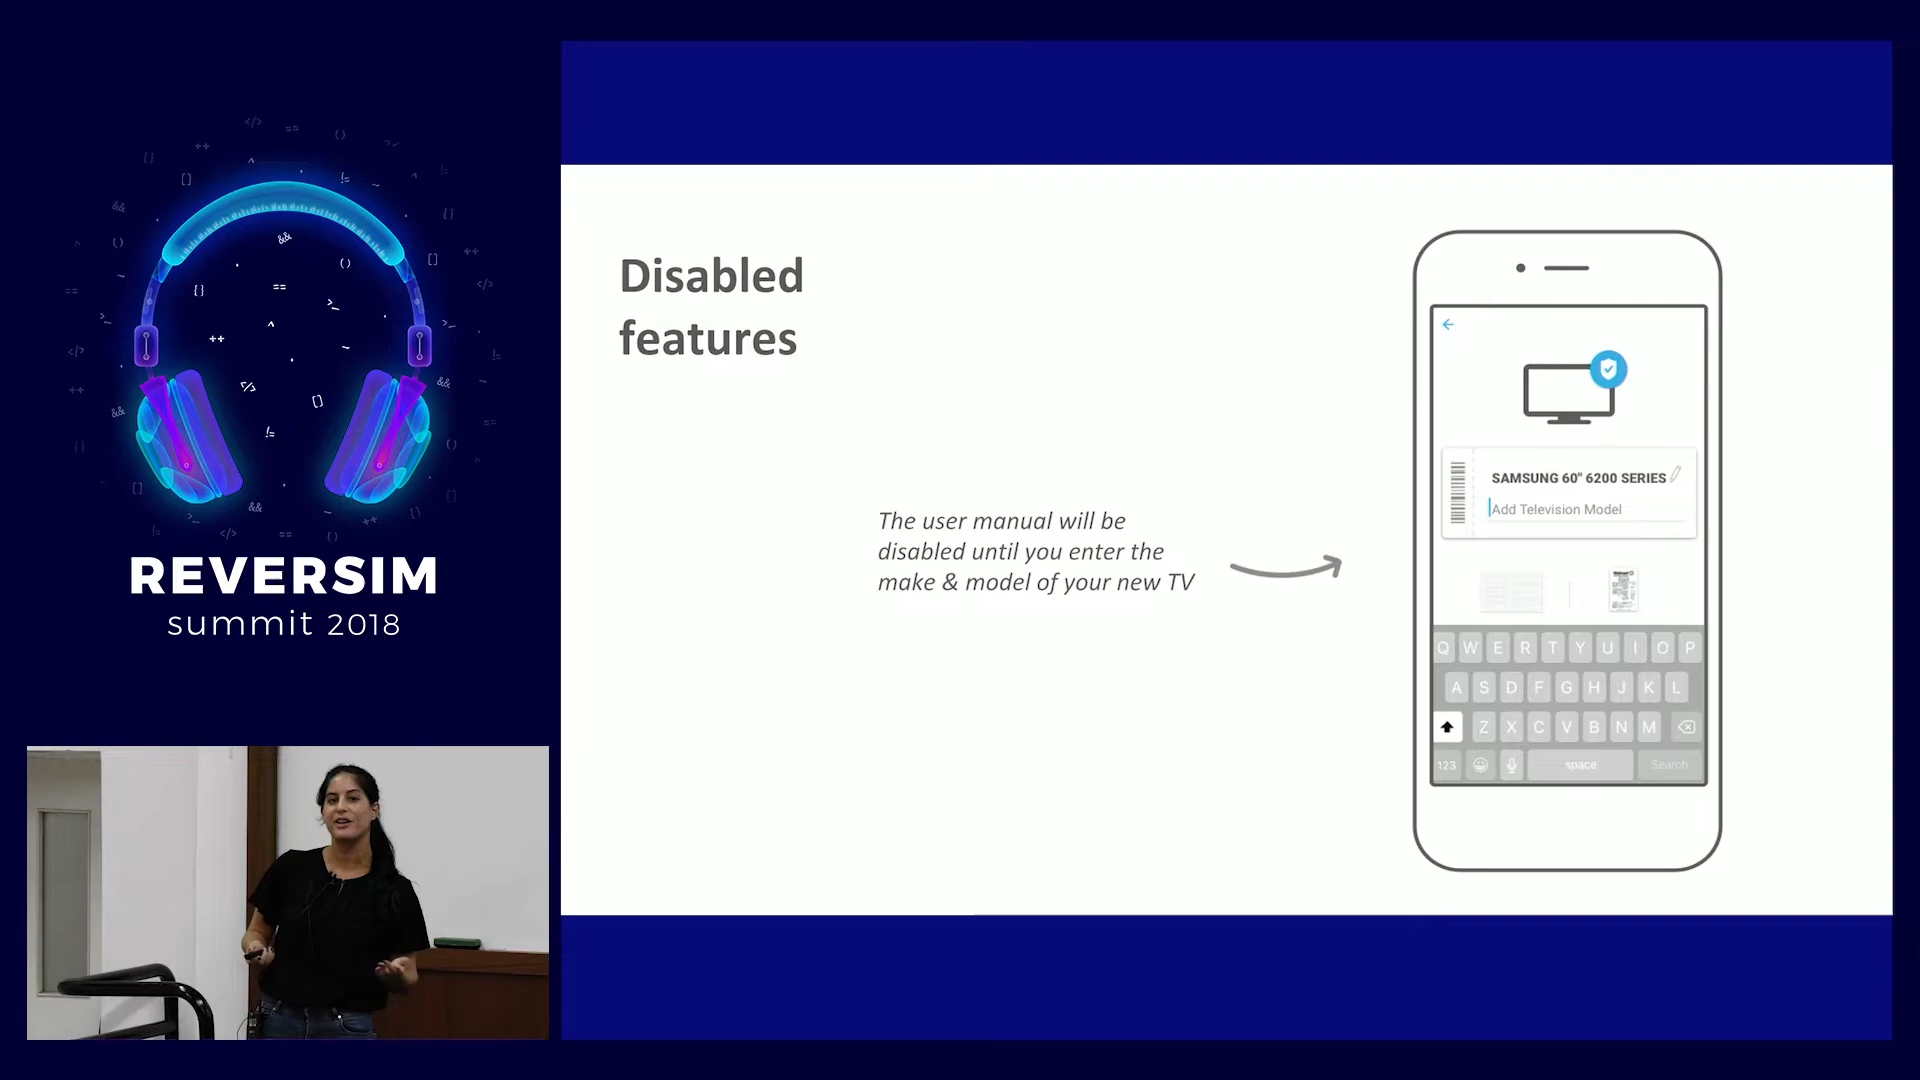 REVERSIM
summit 2018
Disabled
features
The user manual will be
disabled until you enter the
make & model of your new TV
SAMSUNG 60" 6200 SERIES
Add Television Model
Q W E R T Y U I O P
A S D F G H J K L
Z X C V B N M
123 space Search